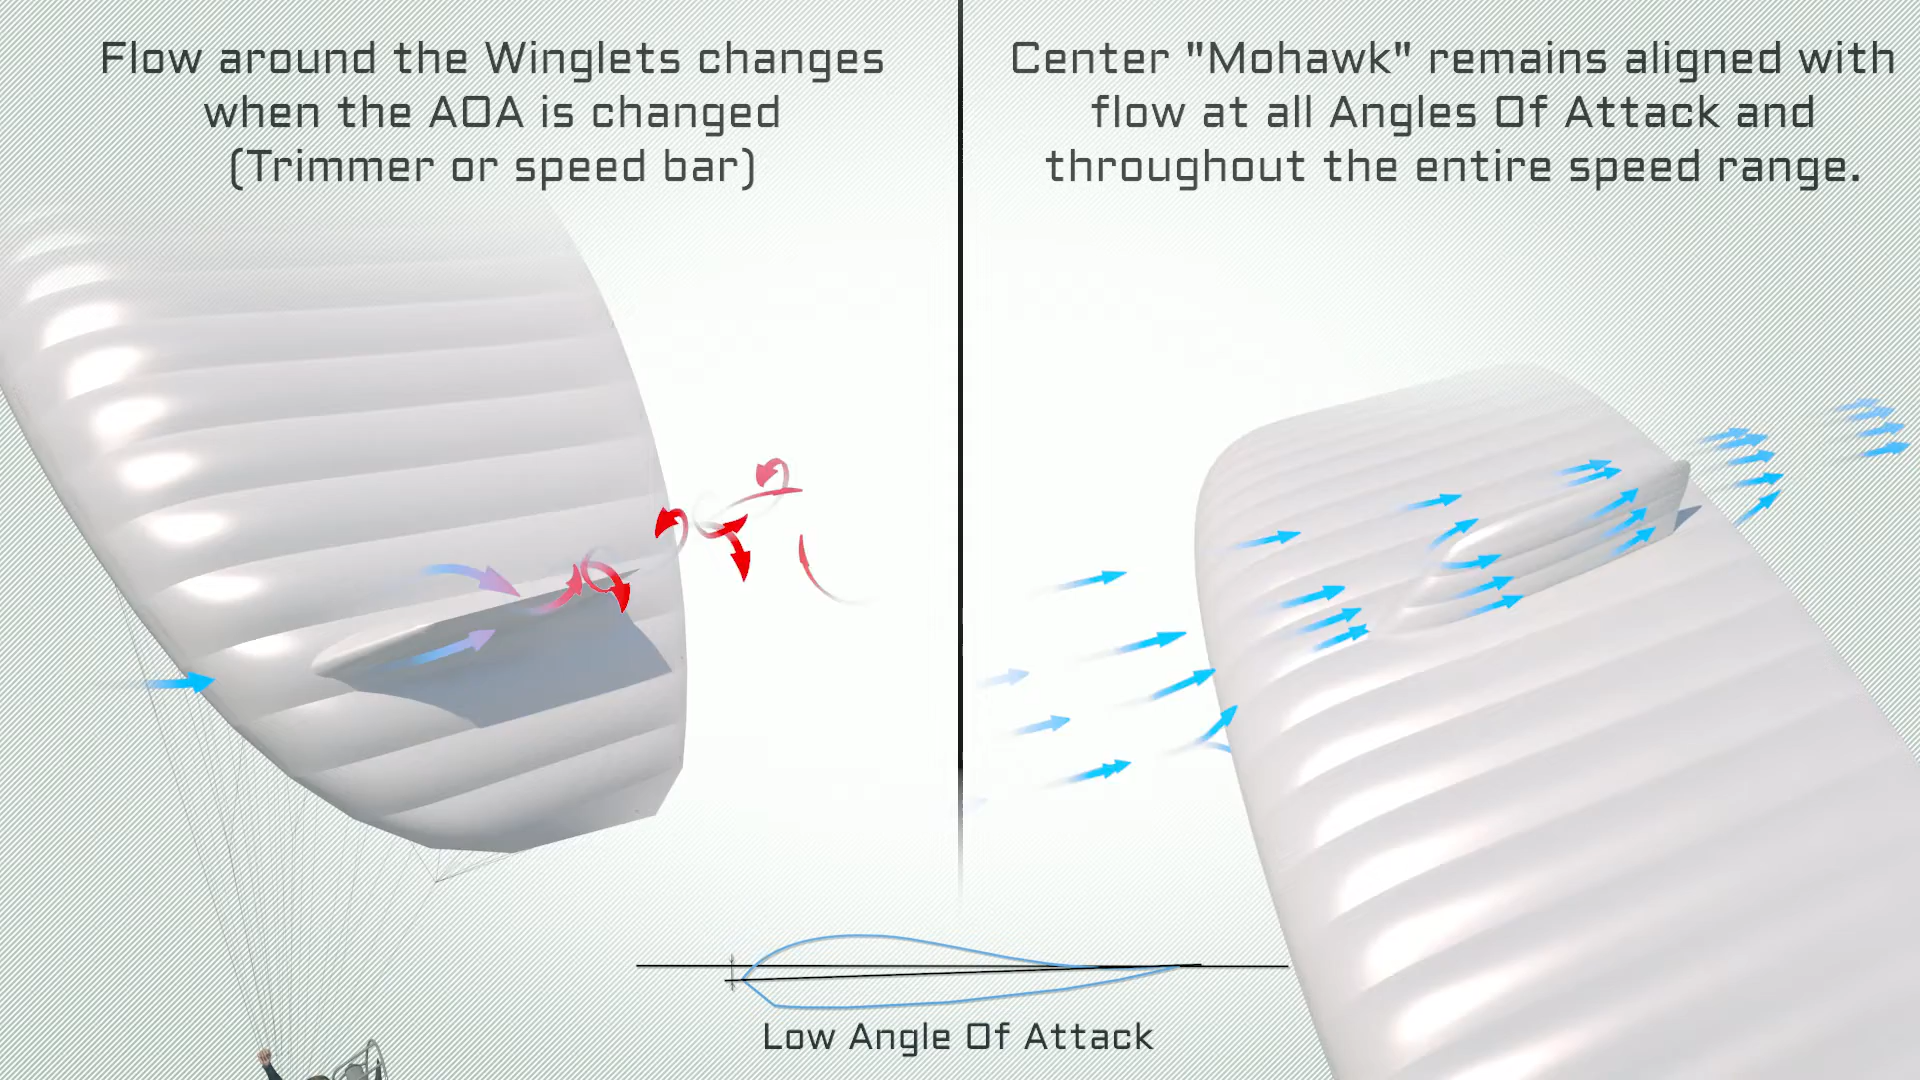 Flow around the Winglets changes
when the AOA is changed
(Trimmer or speed bar)
Center "Mohawk" remains aligned with
flow at all Angles Of Attack and
throughout the entire speed range.
Low Angle Of Attack